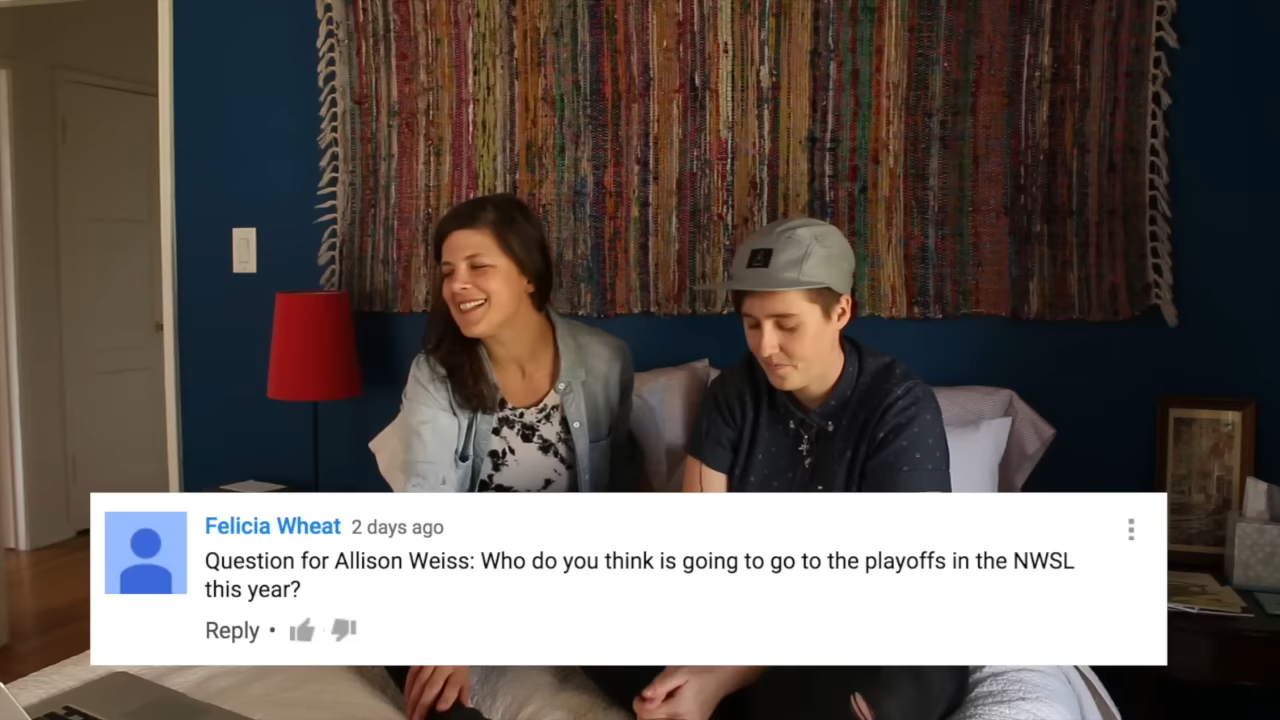 Felicia Wheat 2 days ago
Question for Allison Weiss: Who do you think is going to go to the playoffs in the NWSL
this year?
Reply •